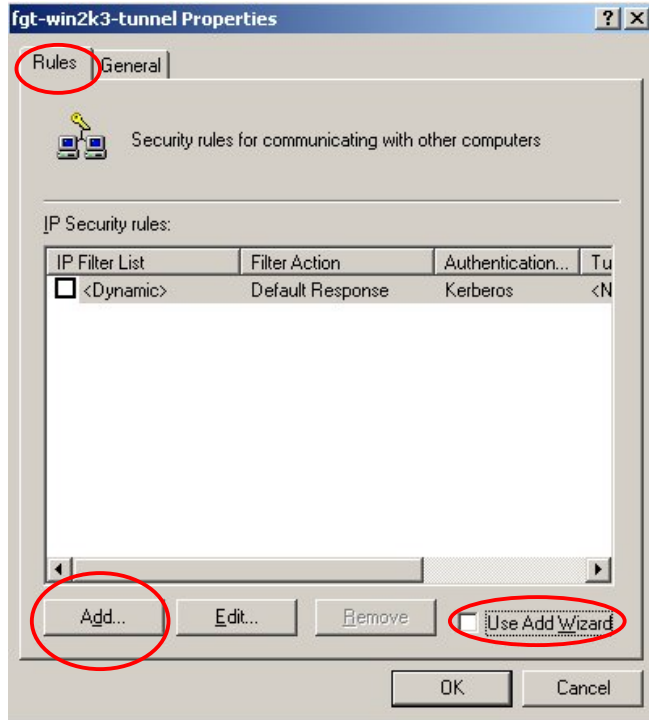 fgt-win2k3-tunnel Properties
Rules General
Security rules for communicating with other computers
IP Security rules:
IP Filter List Filter Action Authentication... Tu
<Dynamic> Default Response Kerberos <N
Add... Edit... Remove Use Add Wizard
OK Cancel